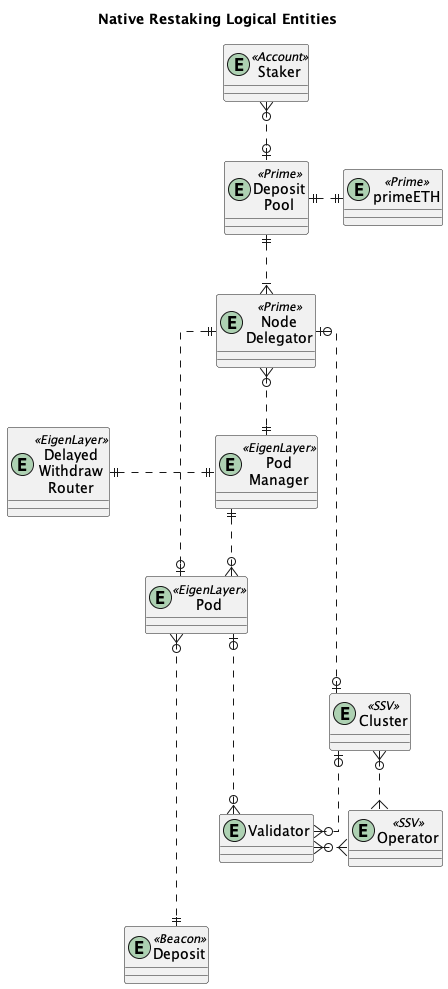 Native Restaking Logical Entities
«Account»
E Staker
«Prime»
E Deposit
Pool
«Prime»
E primeETH
«Prime»
E Node
Delegator
«EigenLayer»
E Delayed
Withdraw
Router
«EigenLayer»
E Pod
Manager
«EigenLayer»
E Pod
«SSV»
E Cluster
E Validator
«SSV»
E Operator
«Beacon»
E Deposit